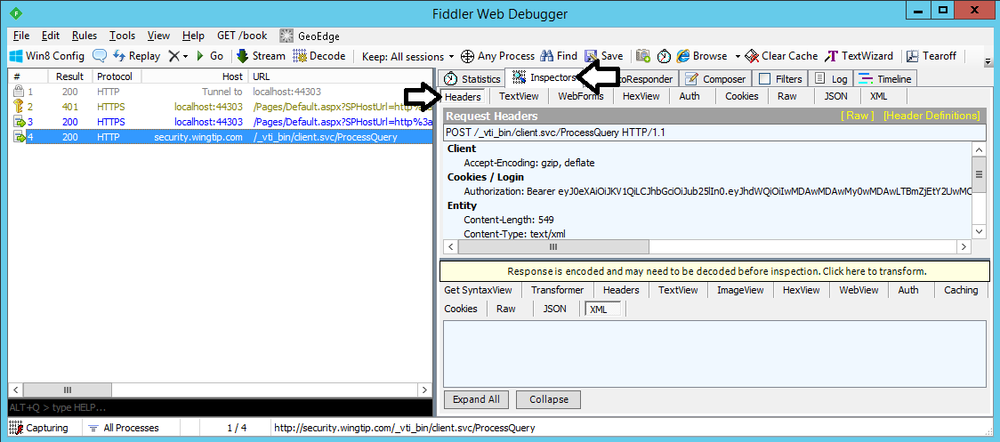 Fiddler Web Debugger
File Edit Rules Tools View Help GET /book GeoEdge
Win8 Config Replay Go Stream Decode Keep: All sessions Any Process Find Save Browse Clear Cache TextWizard Tearoff
# Result Protocol Host URL
1 200 HTTP Tunnel to localhost:44303
2 401 HTTPS localhost:44303 /Pages/Default.aspx?SPHostUrl=http%3a
3 200 HTTPS localhost:44303 /Pages/Default.aspx?SPHostUrl=http%3a
4 200 HTTP security.wingtip.com /_vti_bin/client.svc/ProcessQuery
ALT+Q > type HELP...
Statistics Inspectors toResponder Composer Filters Log Timeline
Headers TextView WebForms HexView Auth Cookies Raw JSON XML
Request Headers [ Raw ] [Header Definitions]
POST /_vti_bin/client.svc/ProcessQuery HTTP/1.1
Client
Accept-Encoding: gzip, deflate
Cookies / Login
Authorization: Bearer eyJ0eXAiOiJKV1QiLCJhbGciOiJub25lIn0.eyJhdWQiOiIwMDAwMDAwMy0wMDAwLTBmZjEtY2UwMC
Entity
Content-Length: 549
Content-Type: text/xml
Response is encoded and may need to be decoded before inspection. Click here to transform.
Get SyntaxView Transformer Headers TextView ImageView HexView WebView Auth Caching
Cookies Raw JSON XML
Expand All Collapse
Capturing All Processes 1 / 4 http://security.wingtip.com/_vti_bin/client.svc/ProcessQuery